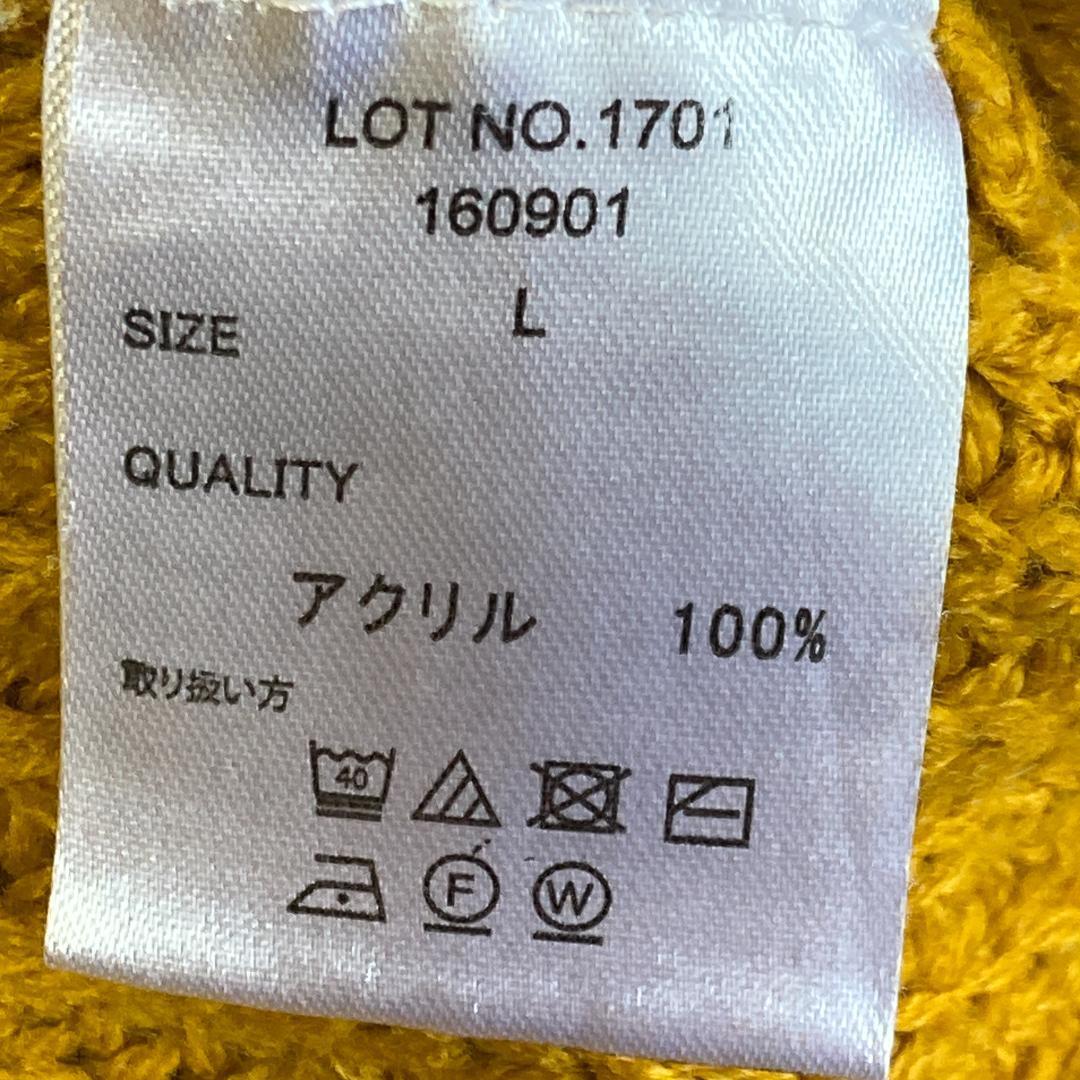 LOT NO.1701
160901
SIZE L
QUALITY
アクリル 100%
取り扱い方
40
F W